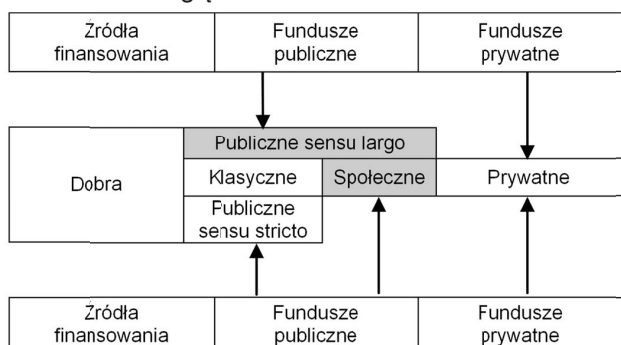 Źródła
finansowania
Fundusze
publiczne
Fundusze
prywatne
Dobra
Publiczne sensu largo
Klasyczne
Społeczne
Prywatne
Publiczne
sensu stricto
Źródła
finansowania
Fundusze
publiczne
Fundusze
prywatne